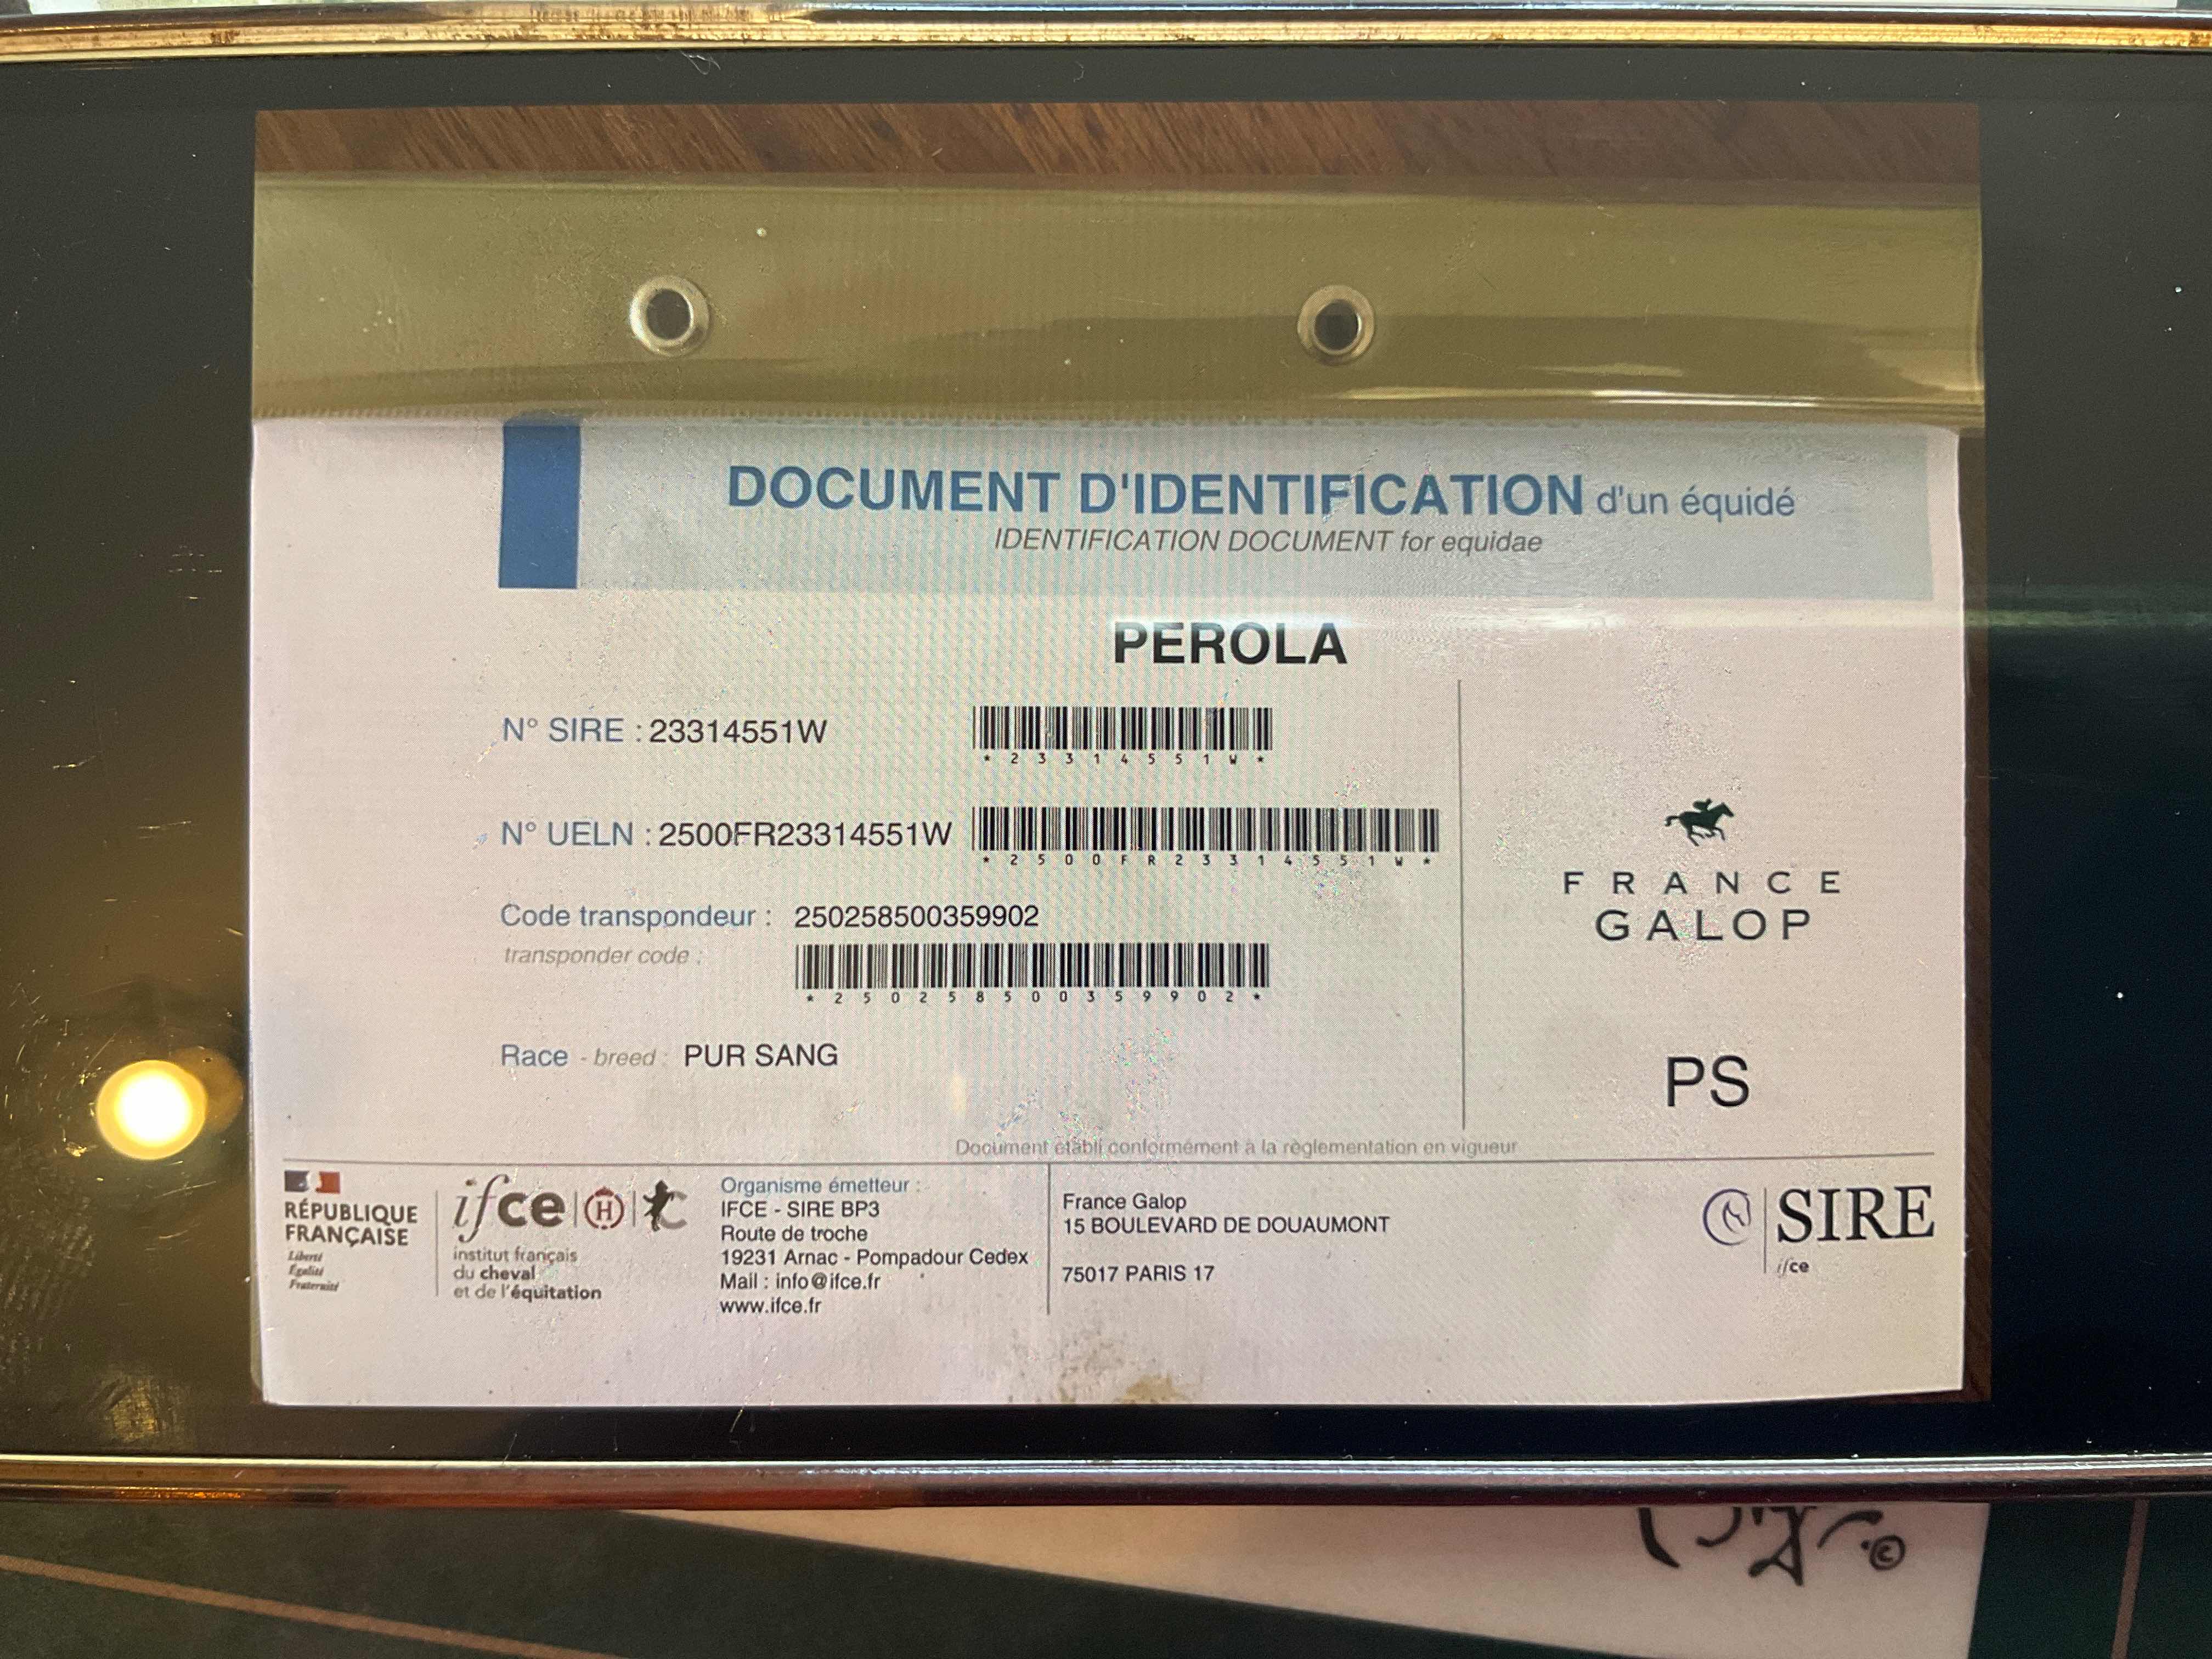 DOCUMENT D'IDENTIFICATION d'un équidé
IDENTIFICATION DOCUMENT for equidae
PEROLA
N° SIRE : 23314551W
*23314551W*
N° UELN : 2500FR23314551W
*2500FR23314551W*
Code transpondeur : 250258500359902
transponder code :
*250258500359902*
Race - breed : PUR SANG
FRANCE
GALOP
PS
Document établi conformément à la règlementation en vigueur
RÉPUBLIQUE
FRANÇAISE
Liberté
Égalité
Fraternité
ifce
institut français
du cheval
et de l'équitation
Organisme émetteur :
IFCE - SIRE BP3
Route de troche
19231 Arnac - Pompadour Cedex
Mail : info@ifce.fr
www.ifce.fr
France Galop
15 BOULEVARD DE DOUAUMONT
75017 PARIS 17
SIRE
ifce
©